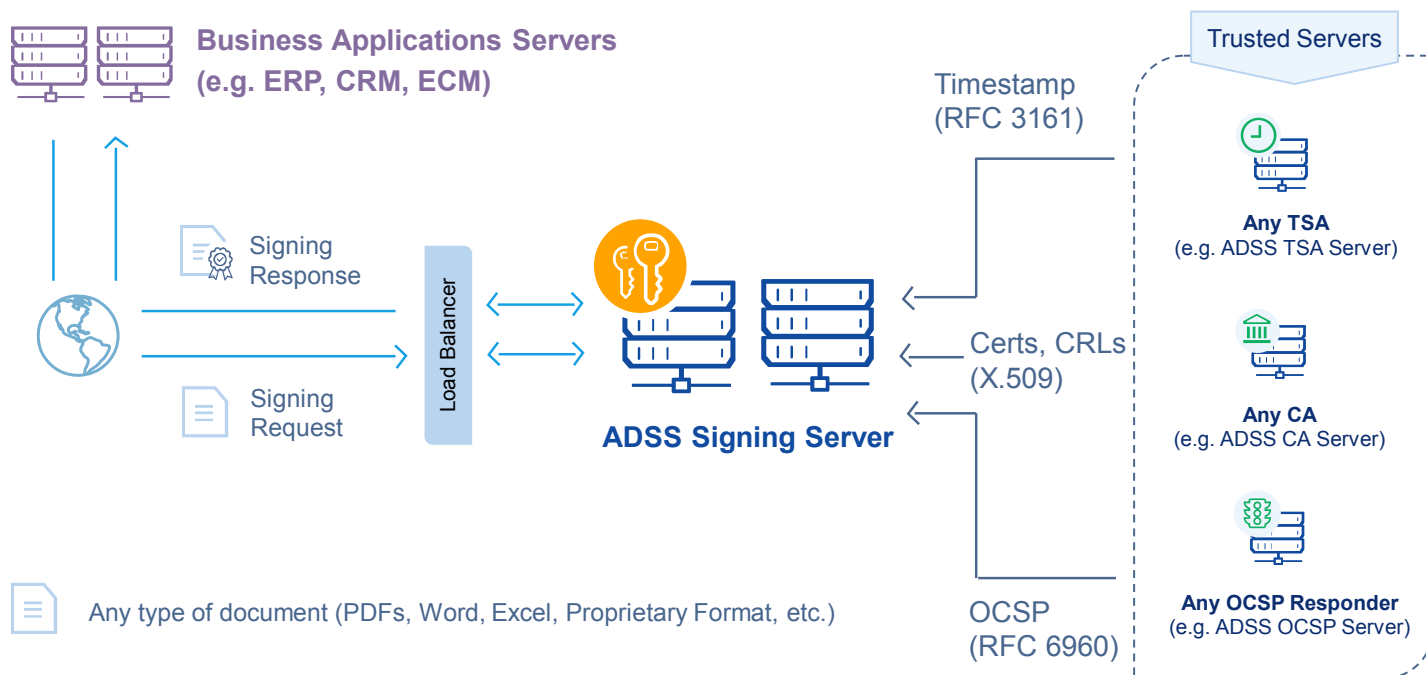 Business Applications Servers
(e.g. ERP, CRM, ECM)
Trusted Servers
Timestamp
(RFC 3161)
Any TSA
(e.g. ADSS TSA Server)
Signing
Response
Load Balancer
Certs, CRLs
(X.509)
Signing
Request
ADSS Signing Server
Any CA
(e.g. ADSS CA Server)
Any type of document (PDFs, Word, Excel, Proprietary Format, etc.)
OCSP
(RFC 6960)
Any OCSP Responder
(e.g. ADSS OCSP Server)